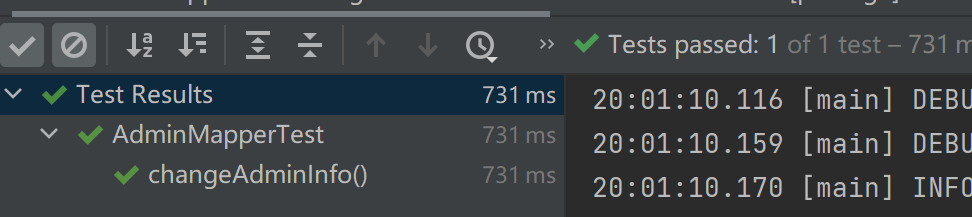 Tests passed: 1 of 1 test – 731 m
Test Results 731 ms
AdminMapperTest 731 ms
changeAdminInfo() 731 ms
20:01:10.116 [main] DEBU
20:01:10.159 [main] DEBU
20:01:10.170 [main] INFO